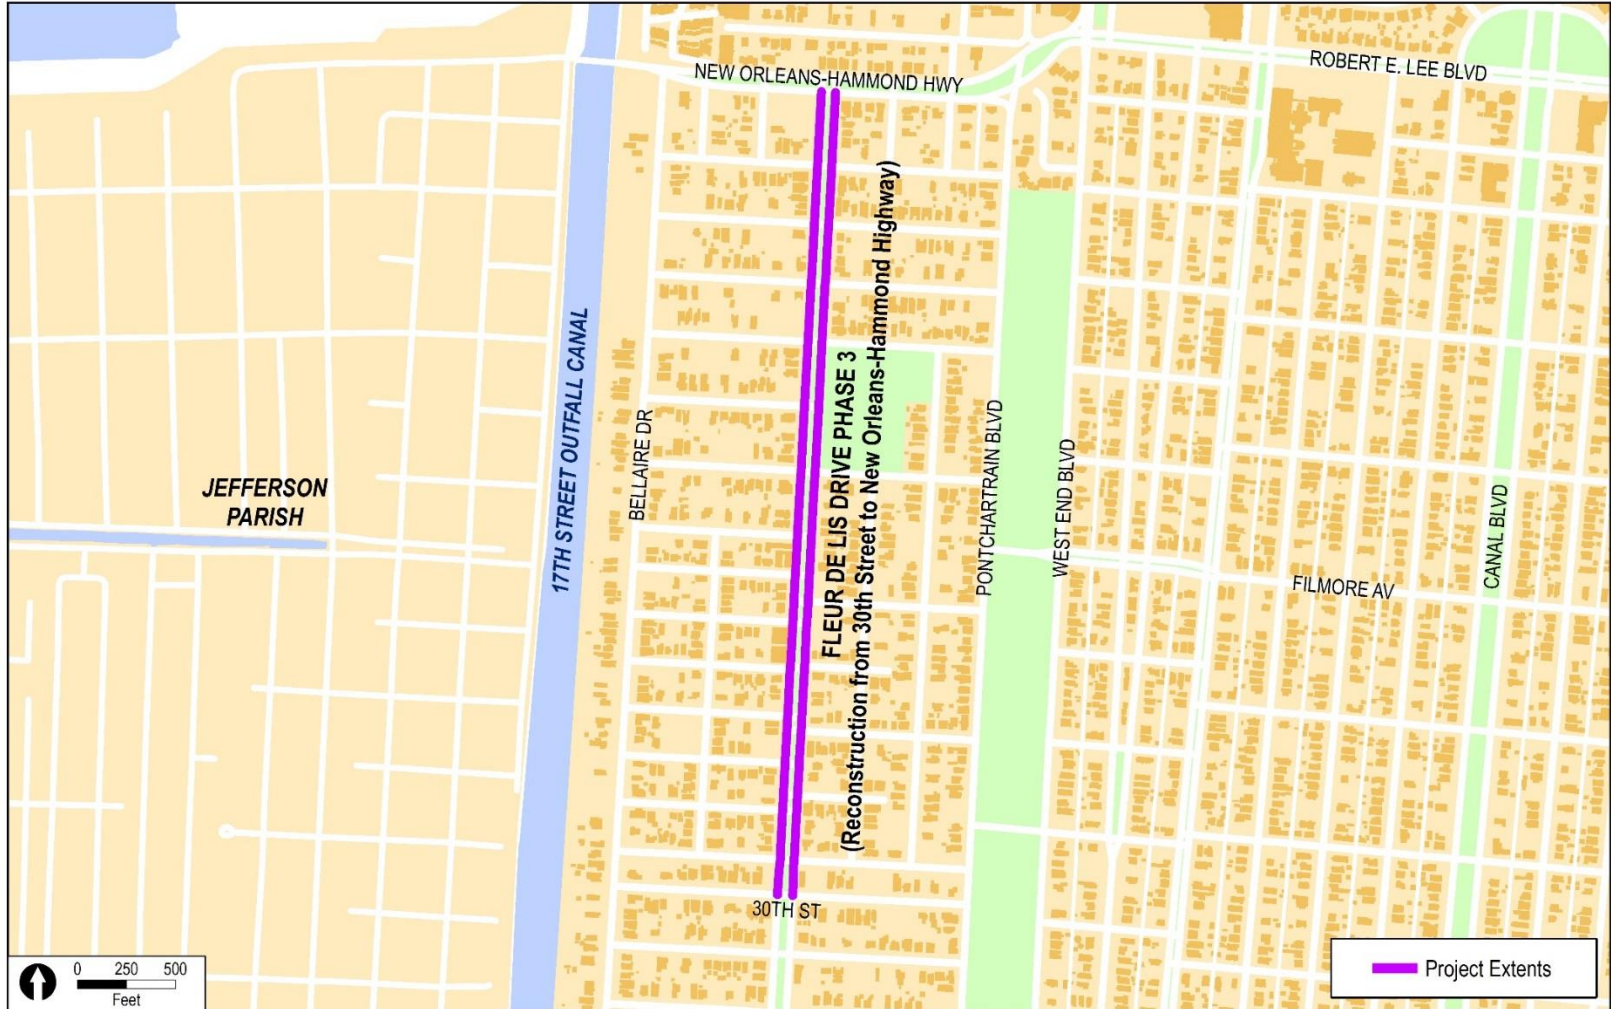 NEW ORLEANS-HAMMOND HWY
ROBERT E. LEE BLVD
17TH STREET OUTFALL CANAL
BELLAIRE DR
JEFFERSON
PARISH
FLEUR DE LIS DRIVE PHASE 3
(Reconstruction from 30th Street to New Orleans-Hammond Highway)
PONTCHARTRAIN BLVD
WEST END BLVD
FILMORE AV
CANAL BLVD
30TH ST
0 250 500
Feet
Project Extents